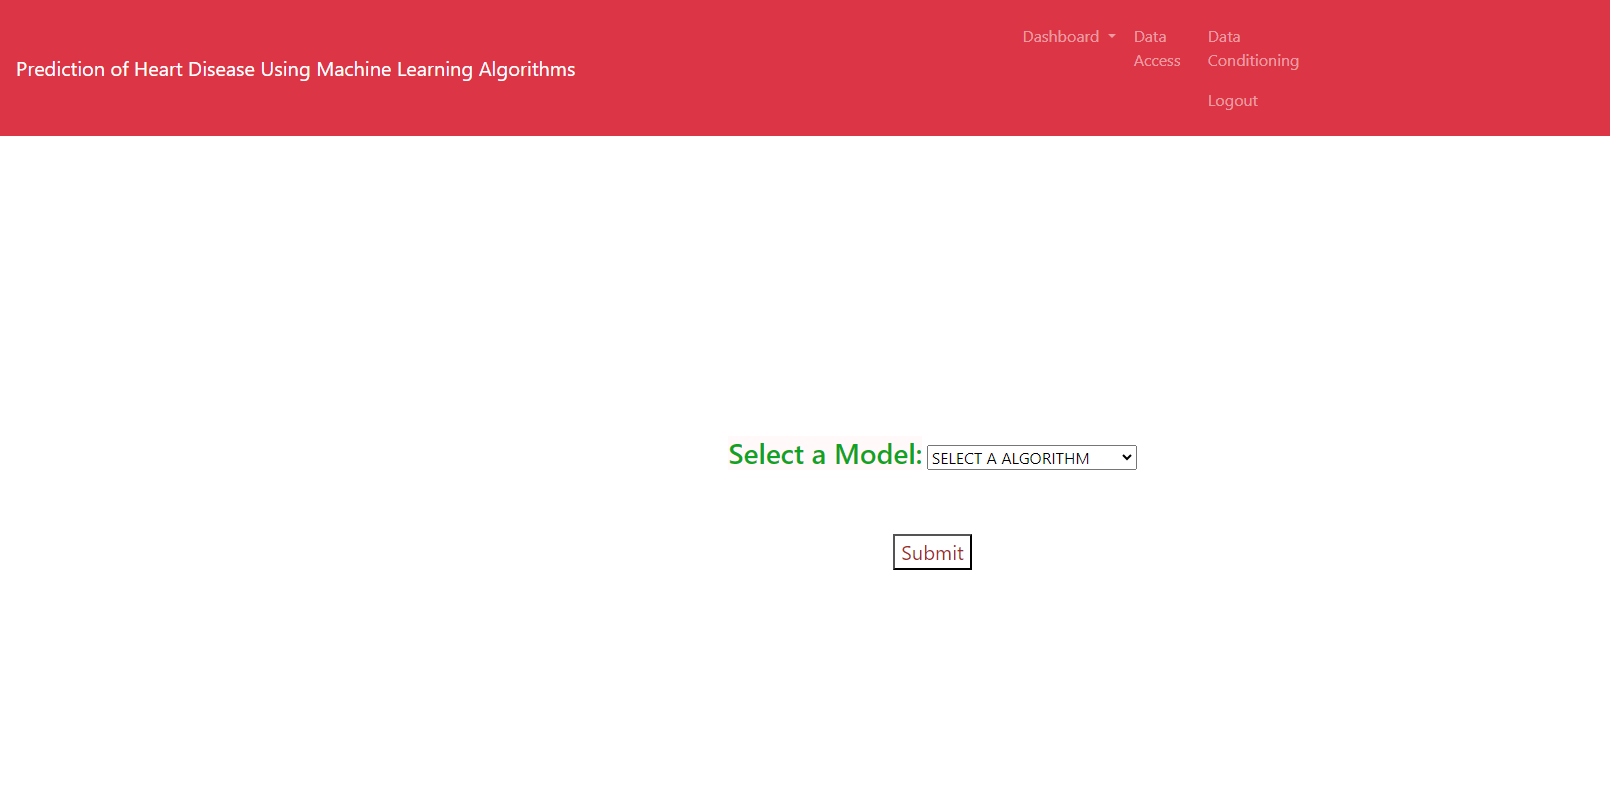 Prediction of Heart Disease Using Machine Learning Algorithms
Dashboard
Data
Access
Data
Conditioning
Logout
Select a Model:
SELECT A ALGORITHM
Submit